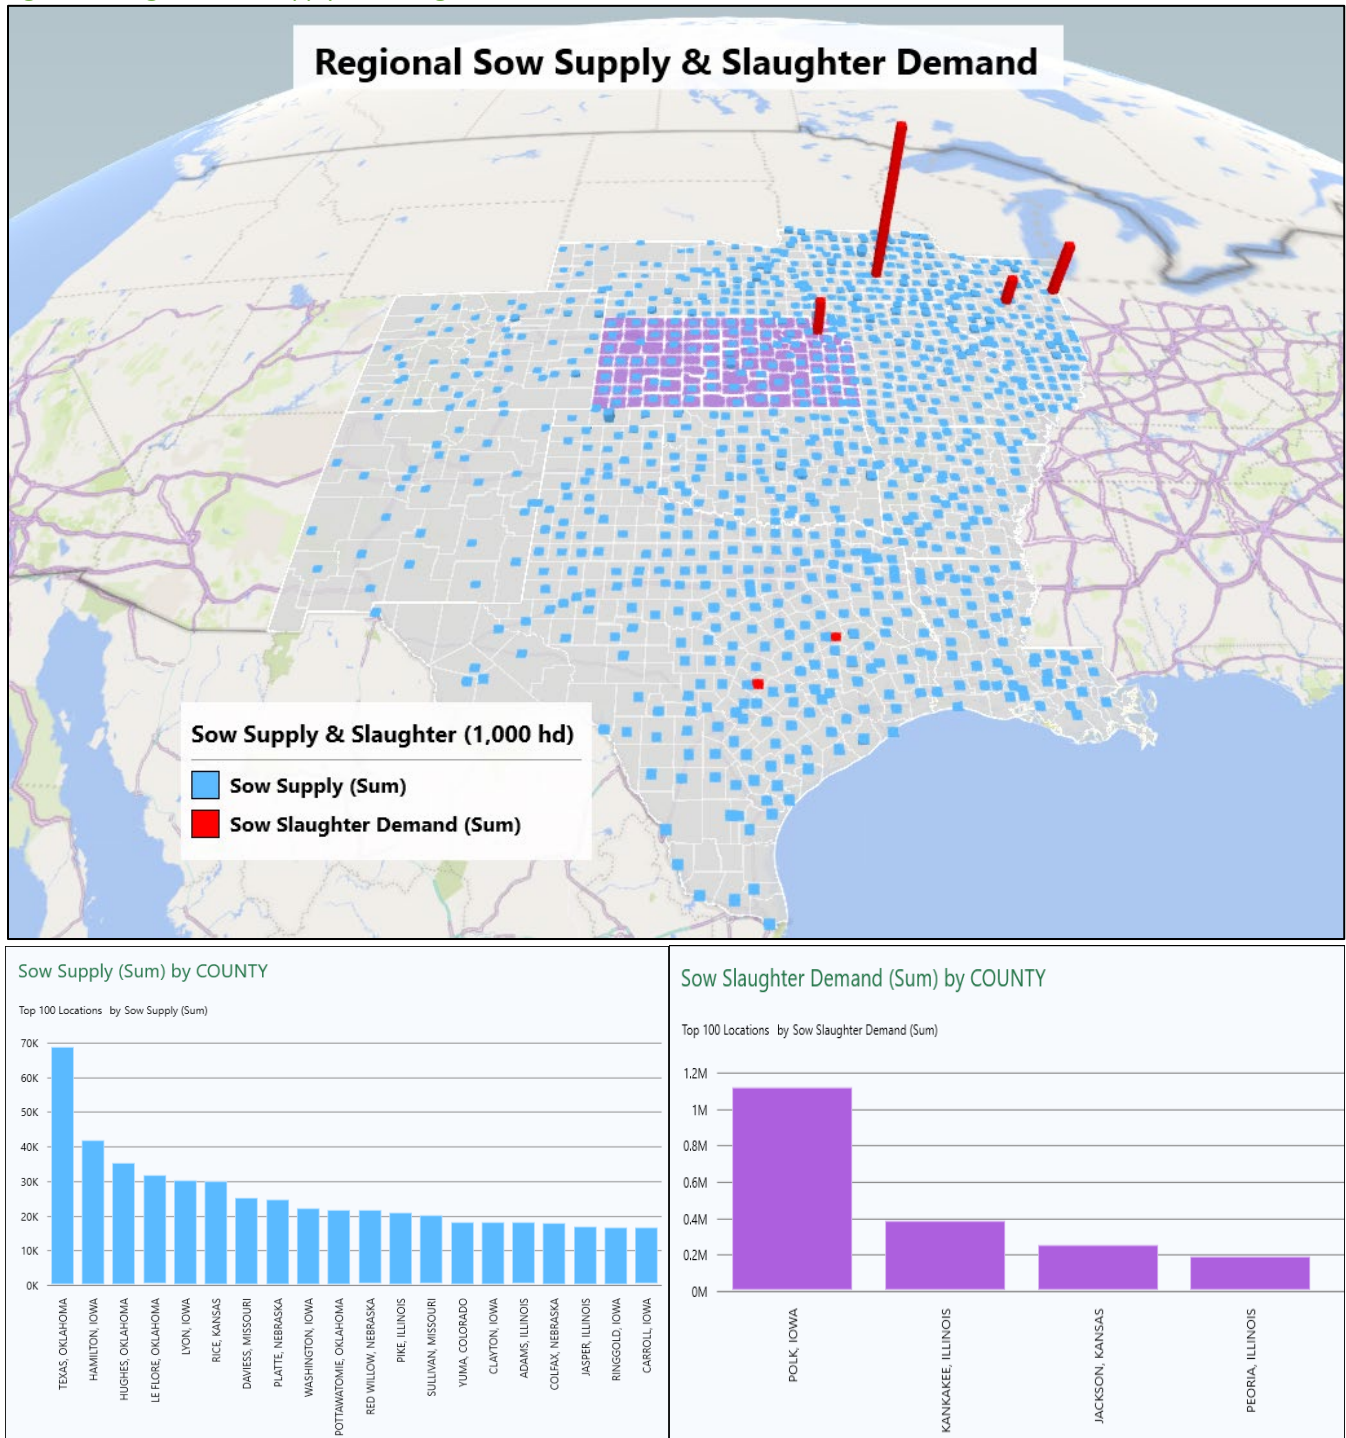 Regional Sow Supply & Slaughter Demand
Sow Supply & Slaughter (1,000 hd)
Sow Supply (Sum)
Sow Slaughter Demand (Sum)
Sow Supply (Sum) by COUNTY
Top 100 Locations by Sow Supply (Sum)
70K
60K
50K
40K
30K
20K
10K
0K
TEXAS, OKLAHOMA
HAMILTON, IOWA
HUGHES, OKLAHOMA
LE FLORE, OKLAHOMA
LYON, IOWA
RICE, KANSAS
DAVIESS, MISSOURI
PLATTE, NEBRASKA
WASHINGTON, IOWA
POTTAWATOMIE, OKLAHOMA
RED WILLOW, NEBRASKA
PIKE, ILLINOIS
SULLIVAN, MISSOURI
YUMA, COLORADO
CLAYTON, IOWA
ADAMS, ILLINOIS
COLFAX, NEBRASKA
JASPER, ILLINOIS
RINGGOLD, IOWA
CARROLL, IOWA
Sow Slaughter Demand (Sum) by COUNTY
Top 100 Locations by Sow Slaughter Demand (Sum)
1.2M
1M
0.8M
0.6M
0.4M
0.2M
0M
POLK, IOWA
KANKAKEE, ILLINOIS
JACKSON, KANSAS
PEORIA, ILLINOIS